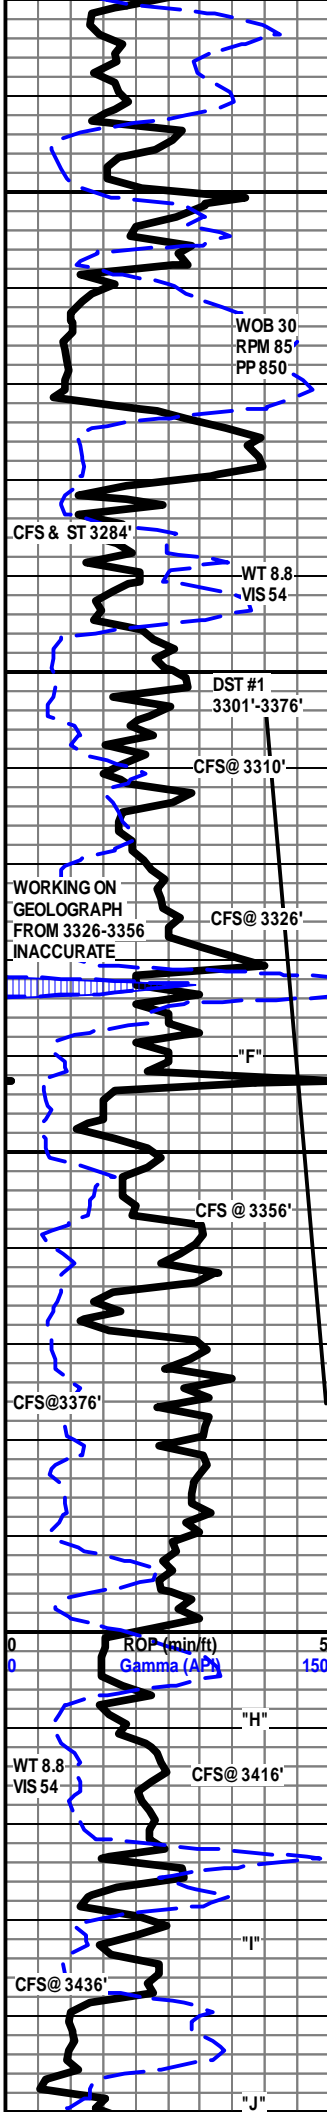 WOB 30
RPM 85
PP 850
CFS & ST 3284'
WT 8.8
VIS 54
DST #1
3301'-3376'
CFS@ 3310'
WORKING ON
GEOLOGRAPH
FROM 3326-3356
INACCURATE
CFS@ 3326'
"F"
CFS @ 3356'
CFS@3376'
0 ROP (min/ft) 5
0 Gamma (API) 150
"H"
WT 8.8
VIS 54
CFS@ 3416'
"I"
CFS@ 3436'
"J"